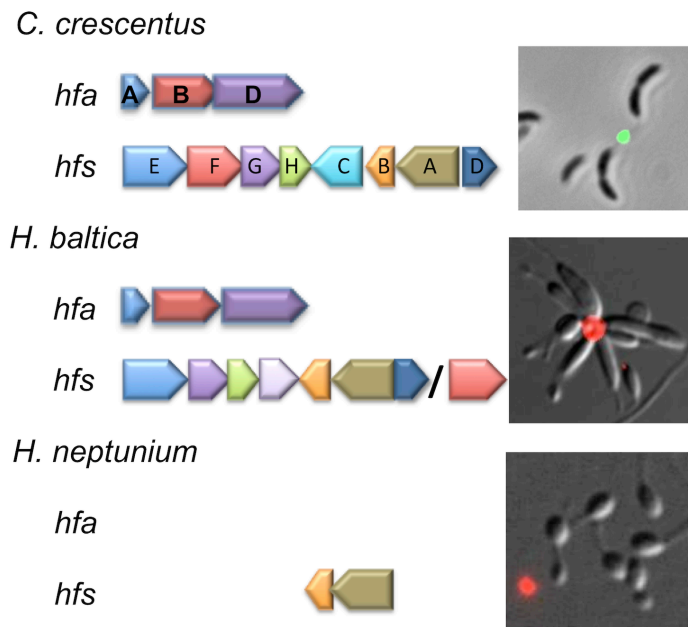 C. crescentus
hfa A B D
hfs E F G H C B A D
H. baltica
hfa
hfs /
H. neptunium
hfa
hfs